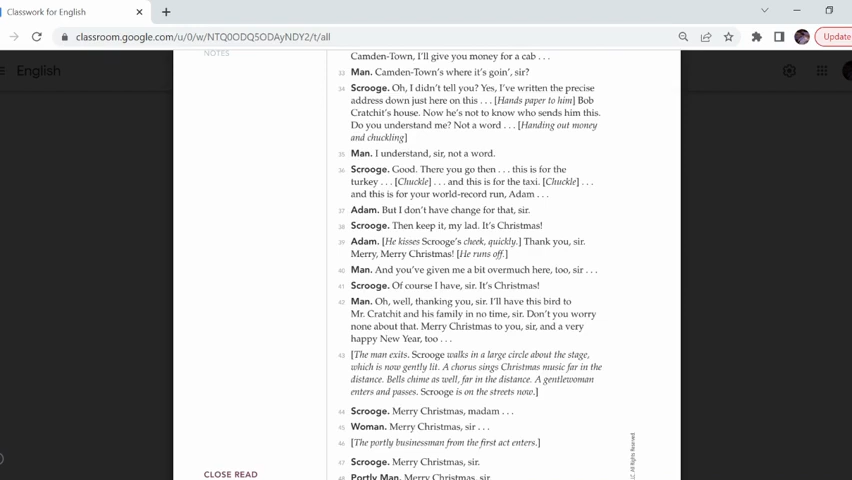 Classwork for English
Update
classroom.google.com/u/0/w/NTQ0ODQ5ODAyNDY2/t/all
NOTES
English
Camden-Town, I'll give you money for a cab . . .
33 Man. Camden-Town's where it's goin', sir?
34 Scrooge. Oh, I didn't tell you? Yes, I've written the precise
address down just here on this . . . [Hands paper to him] Bob
Cratchit's house. Now he's not to know who sends him this.
Do you understand me? Not a word . . . [Handing out money
and chuckling]
35 Man. I understand, sir, not a word.
36 Scrooge. Good. There you go then . . . this is for the
turkey . . . [Chuckle] . . . and this is for the taxi. [Chuckle] . . .
and this is for your world-record run, Adam . . .
37 Adam. But I don't have change for that, sir.
38 Scrooge. Then keep it, my lad. It's Christmas!
39 Adam. [He kisses Scrooge's cheek, quickly.] Thank you, sir.
Merry, Merry Christmas! [He runs off.]
40 Man. And you've given me a bit overmuch here, too, sir . . .
41 Scrooge. Of course I have, sir. It's Christmas!
42 Man. Oh, well, thanking you, sir. I'll have this bird to
Mr. Cratchit and his family in no time, sir. Don't you worry
none about that. Merry Christmas to you, sir, and a very
happy New Year, too . . .
43 [The man exits. Scrooge walks in a large circle about the stage,
which is now gently lit. A chorus sings Christmas music far in the
distance. Bells chime as well, far in the distance. A gentlewoman
enters and passes. Scrooge is on the streets now.]
44 Scrooge. Merry Christmas, madam . . .
45 Woman. Merry Christmas, sir . . .
46 [The portly businessman from the first act enters.]
47 Scrooge. Merry Christmas, sir.
CLOSE READ
48 Portly Man. Merry Christmas, sir.
All Rights Reserved.